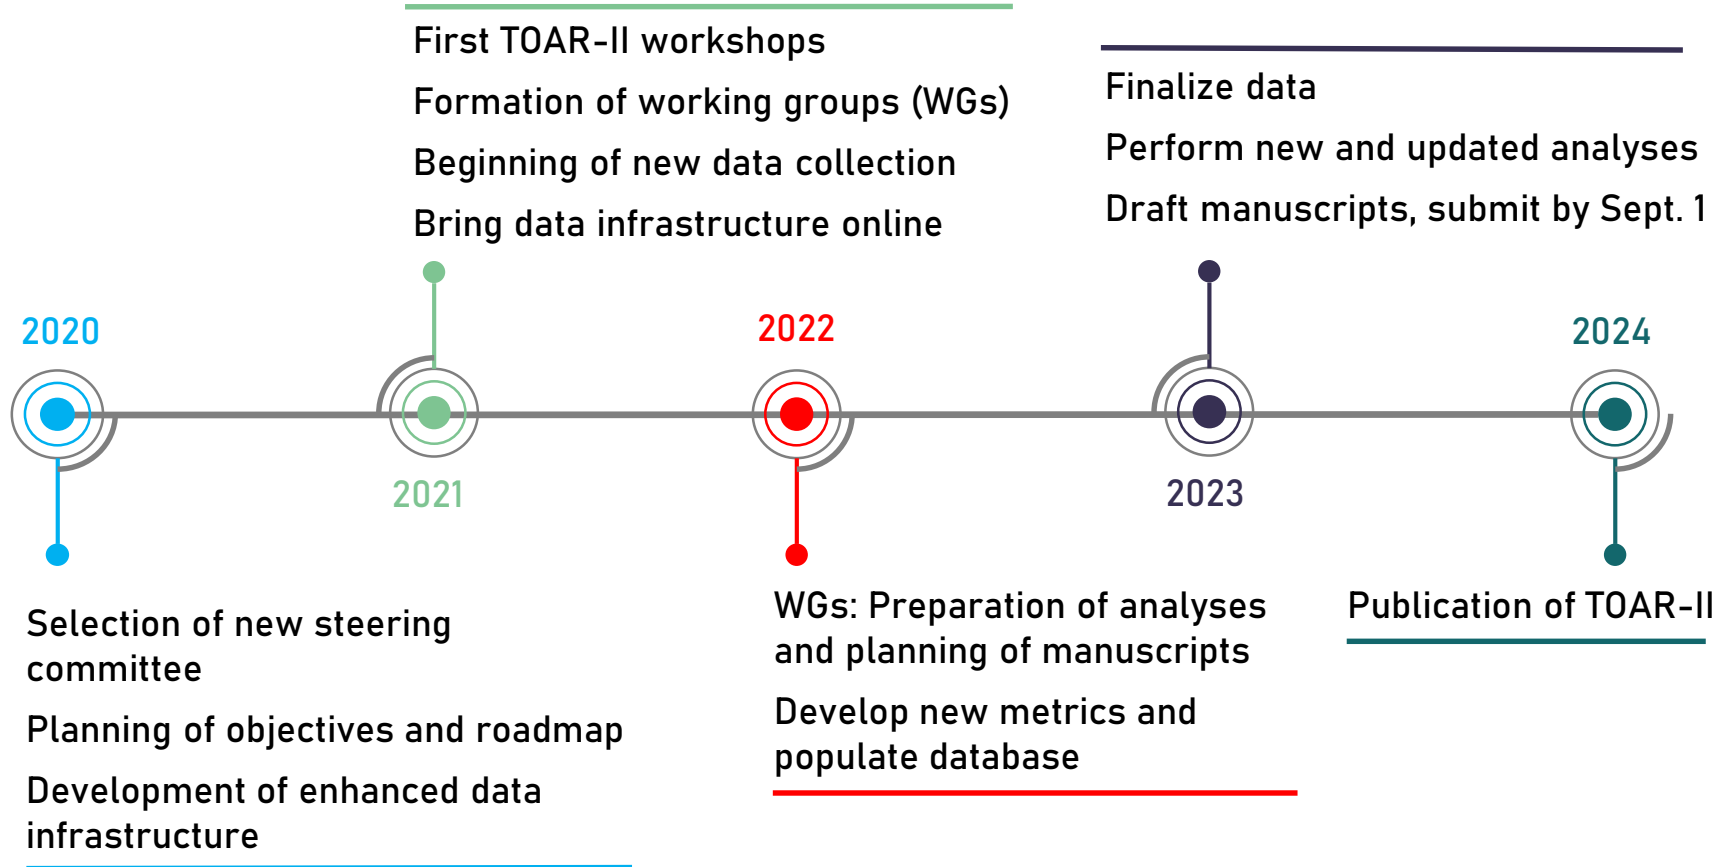 First TOAR-II workshops
Formation of working groups (WGs)
Beginning of new data collection
Bring data infrastructure online
Finalize data
Perform new and updated analyses
Draft manuscripts, submit by Sept. 1
2020
2022
2024
2021
2023
Selection of new steering
committee
Planning of objectives and roadmap
Development of enhanced data
infrastructure
WGs: Preparation of analyses
and planning of manuscripts
Develop new metrics and
populate database
Publication of TOAR-II